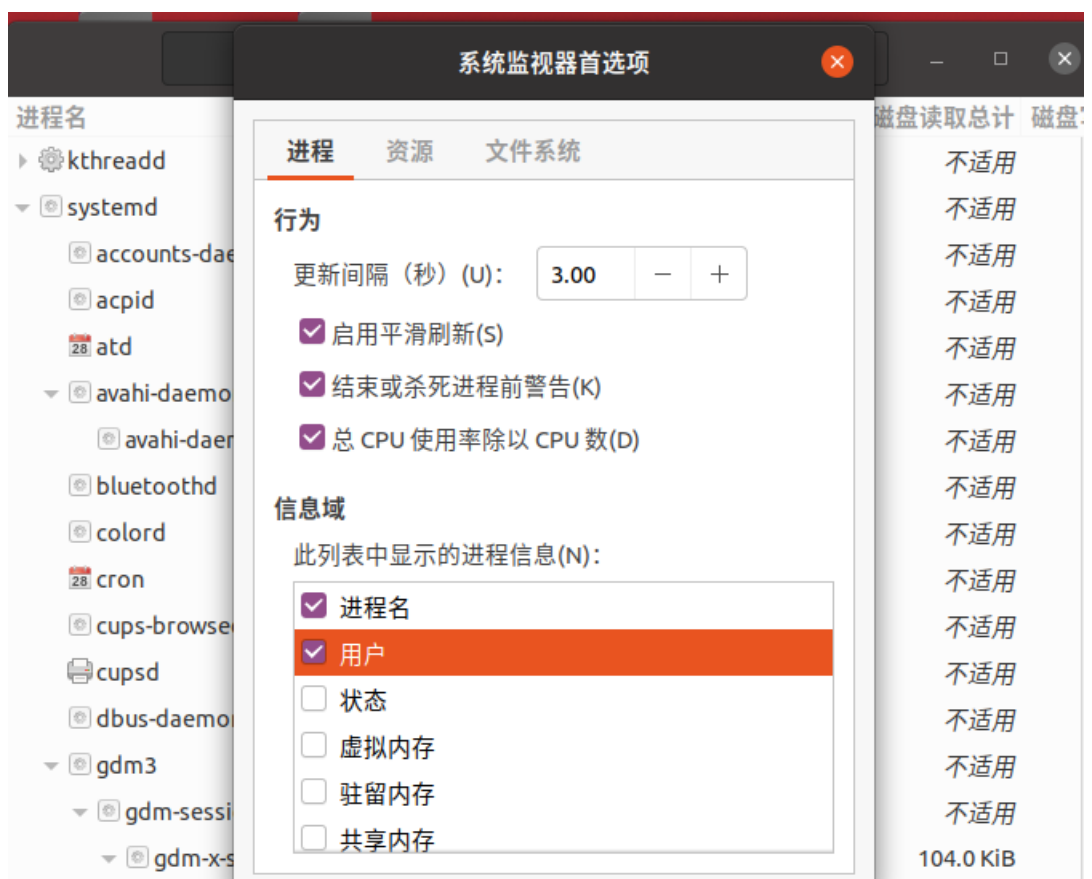 系统监视器首选项
进程名
磁盘读取总计
磁盘
进程
资源
文件系统
行为
更新间隔（秒）(U)：
3.00
启用平滑刷新(S)
结束或杀死进程前警告(K)
总 CPU 使用率除以 CPU 数(D)
信息域
此列表中显示的进程信息(N)：
进程名
用户
状态
虚拟内存
驻留内存
共享内存
kthreadd
不适用
systemd
不适用
accounts-dae
不适用
acpid
不适用
28 atd
不适用
avahi-daemo
不适用
avahi-daer
不适用
bluetoothd
不适用
colord
不适用
28 cron
不适用
cups-browse
不适用
cupsd
不适用
dbus-daemo
不适用
gdm3
不适用
gdm-sessi
不适用
gdm-x-s
104.0 KiB